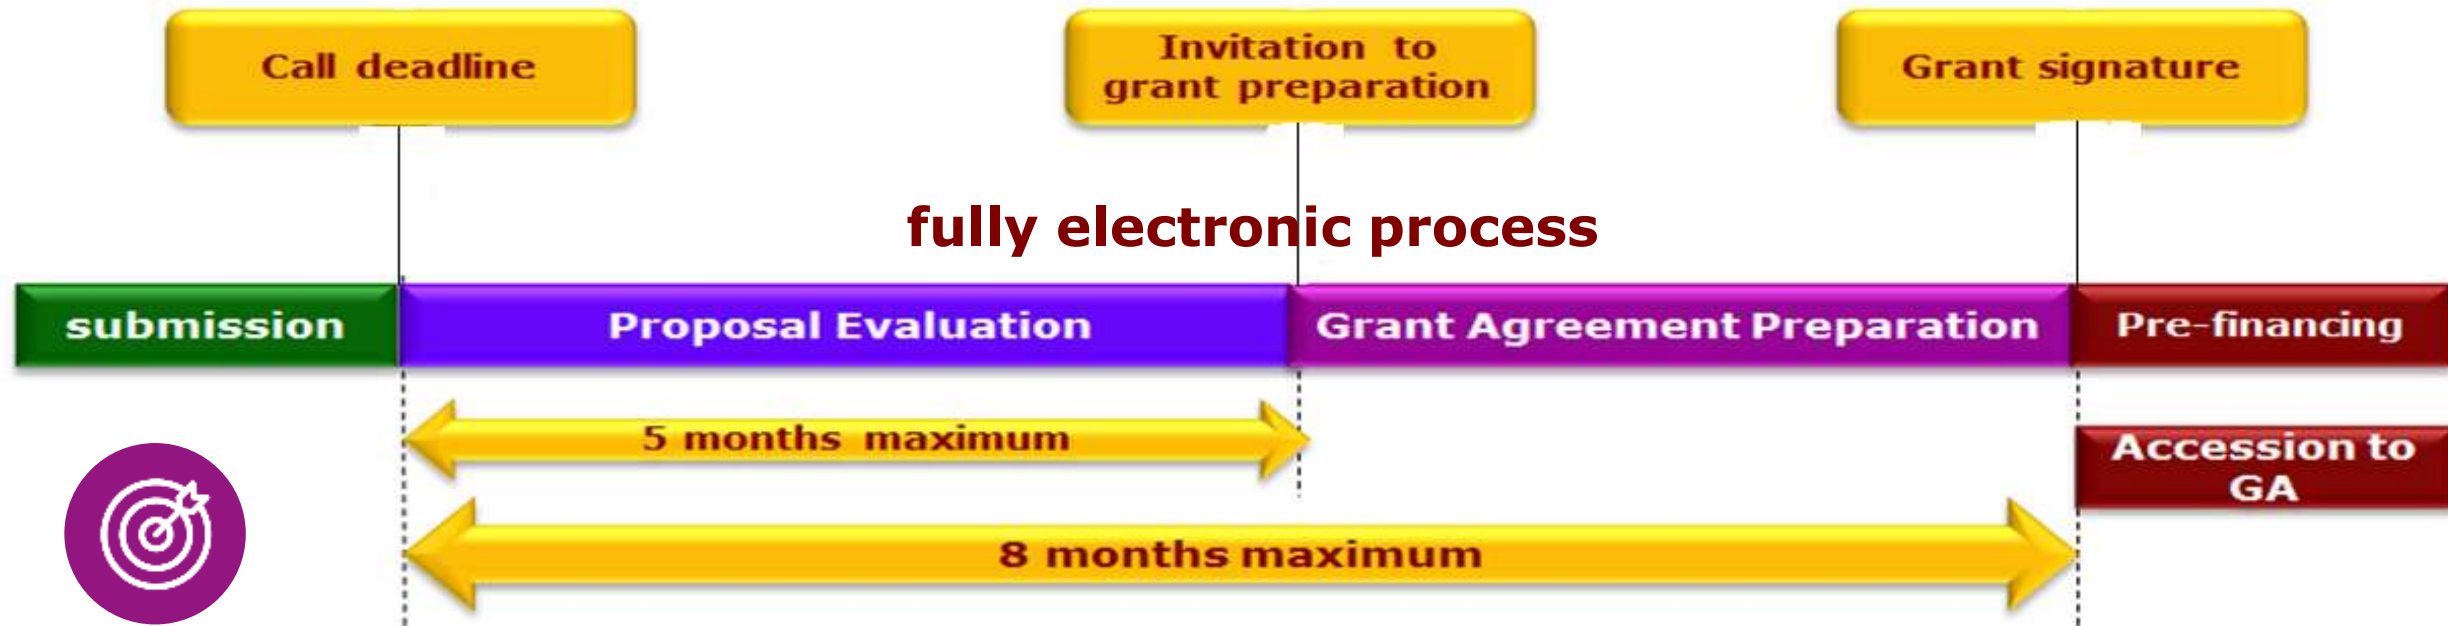 Call deadline
Invitation to
grant preparation
Grant signature
fully electronic process
submission
Proposal Evaluation
Grant Agreement Preparation
Pre-financing
5 months maximum
Accession to
GA
8 months maximum